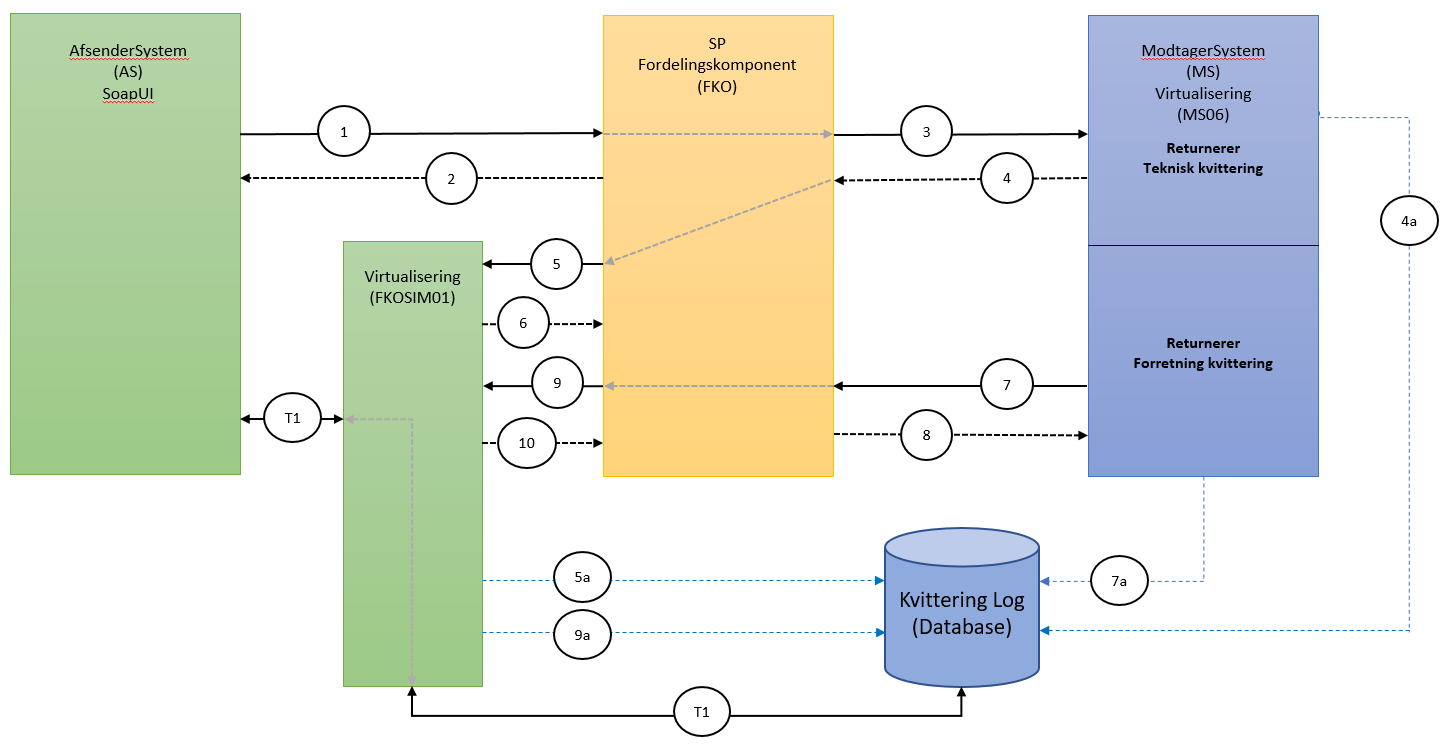 AfsenderSystem
(AS)
SoapUI
SP
Fordelingskomponent
(FKO)
ModtagerSystem
(MS)
Virtualisering
(MS06)
Returnerer
Teknisk kvittering
1
3
2
4
4a
5
Virtualisering
(FKOSIM01)
6
Returnerer
Forretning kvittering
9
7
T1
10
8
5a
7a
Kvittering Log
(Database)
9a
T1